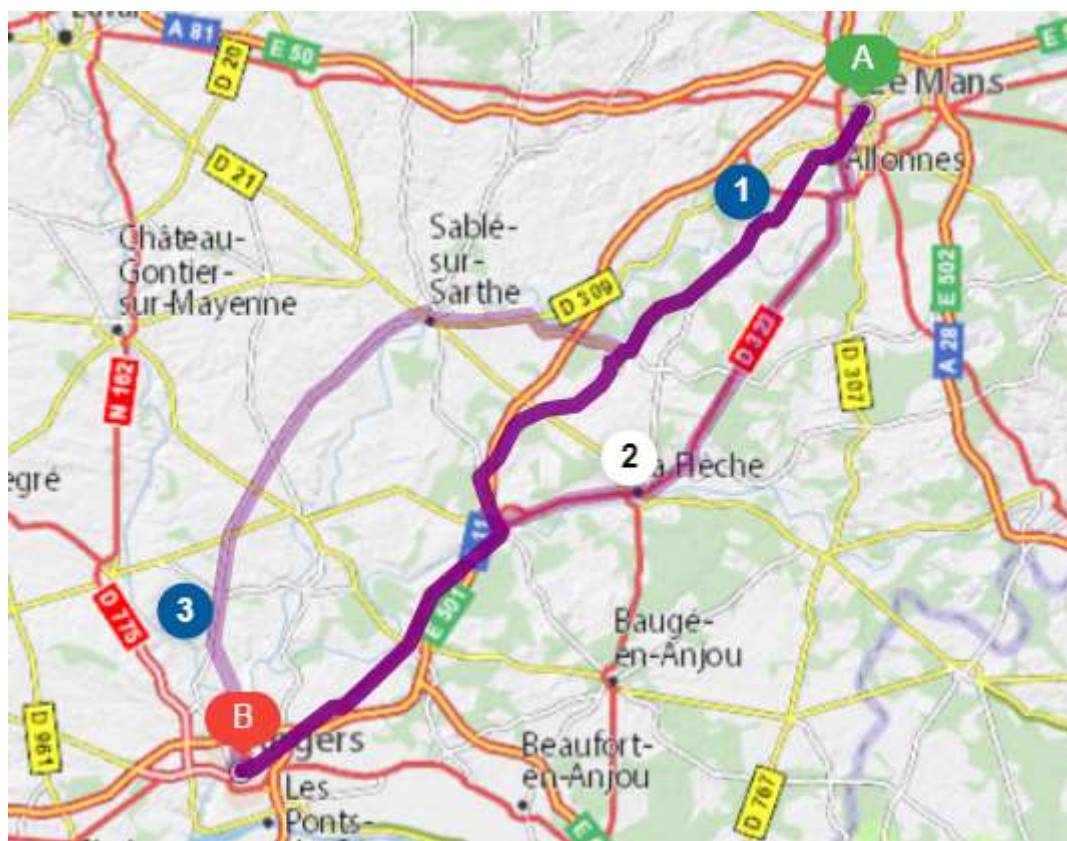 A 81
E 50
D 20
A
Le Mans
Allonnes
1
D 21
Château-
Gontier-
sur-Mayenne
Sablé-
sur-
Sarthe
D 309
E 502
A 28
D 323
D 307
N 162
2
La Flèche
11
3
D 775
E 501
Baugé-
en-Anjou
B
Angers
D 961
Beaufort-
en-Anjou
Les
Ponts-
D 767